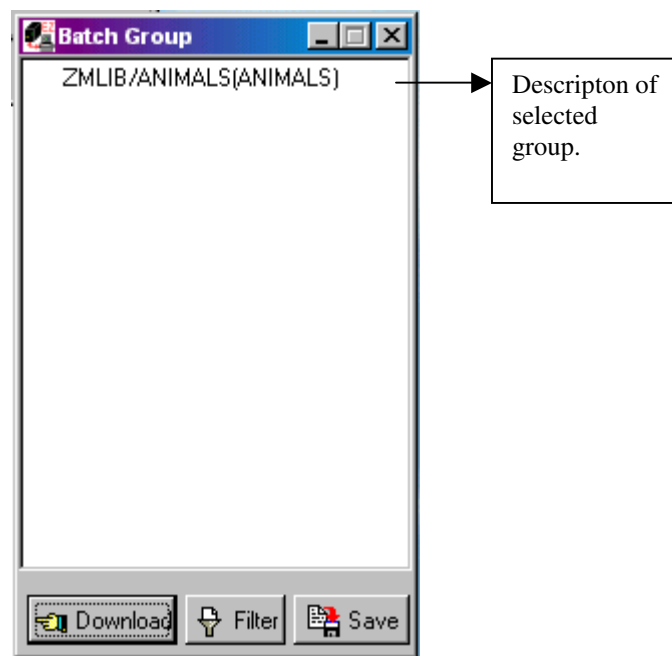 Batch Group
ZMLIB/ANIMALS(ANIMALS)
Descripton of
selected
group.
Download
Filter
Save